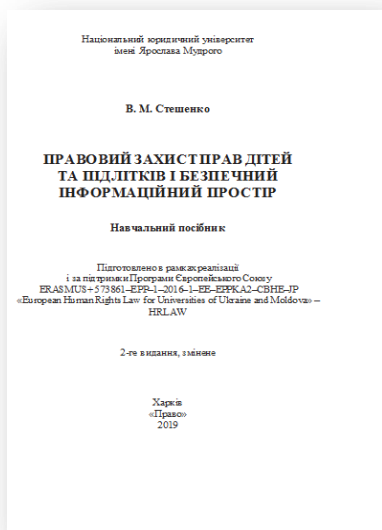 Національний юридичний університет
імені Ярослава Мудрого
В. М. Стешенко
ПРАВОВИЙ ЗАХИСТ ПРАВ ДІТЕЙ
ТА ПІДЛІТКІВ І БЕЗПЕЧНИЙ
ІНФОРМАЦІЙНИЙ ПРОСТІР
Навчальний посібник
Підготовлено в рамках реалізації
і за підтримки Програми Європейського Союзу
ERASMUS+ 573861–EPP–1–2016–1–EE–EPPKA2–CBHE–JP
«European Human Rights Law for Universities of Ukraine and Moldova» –
HRLAW
2-ге видання, змінене
Харків
«Право»
2019